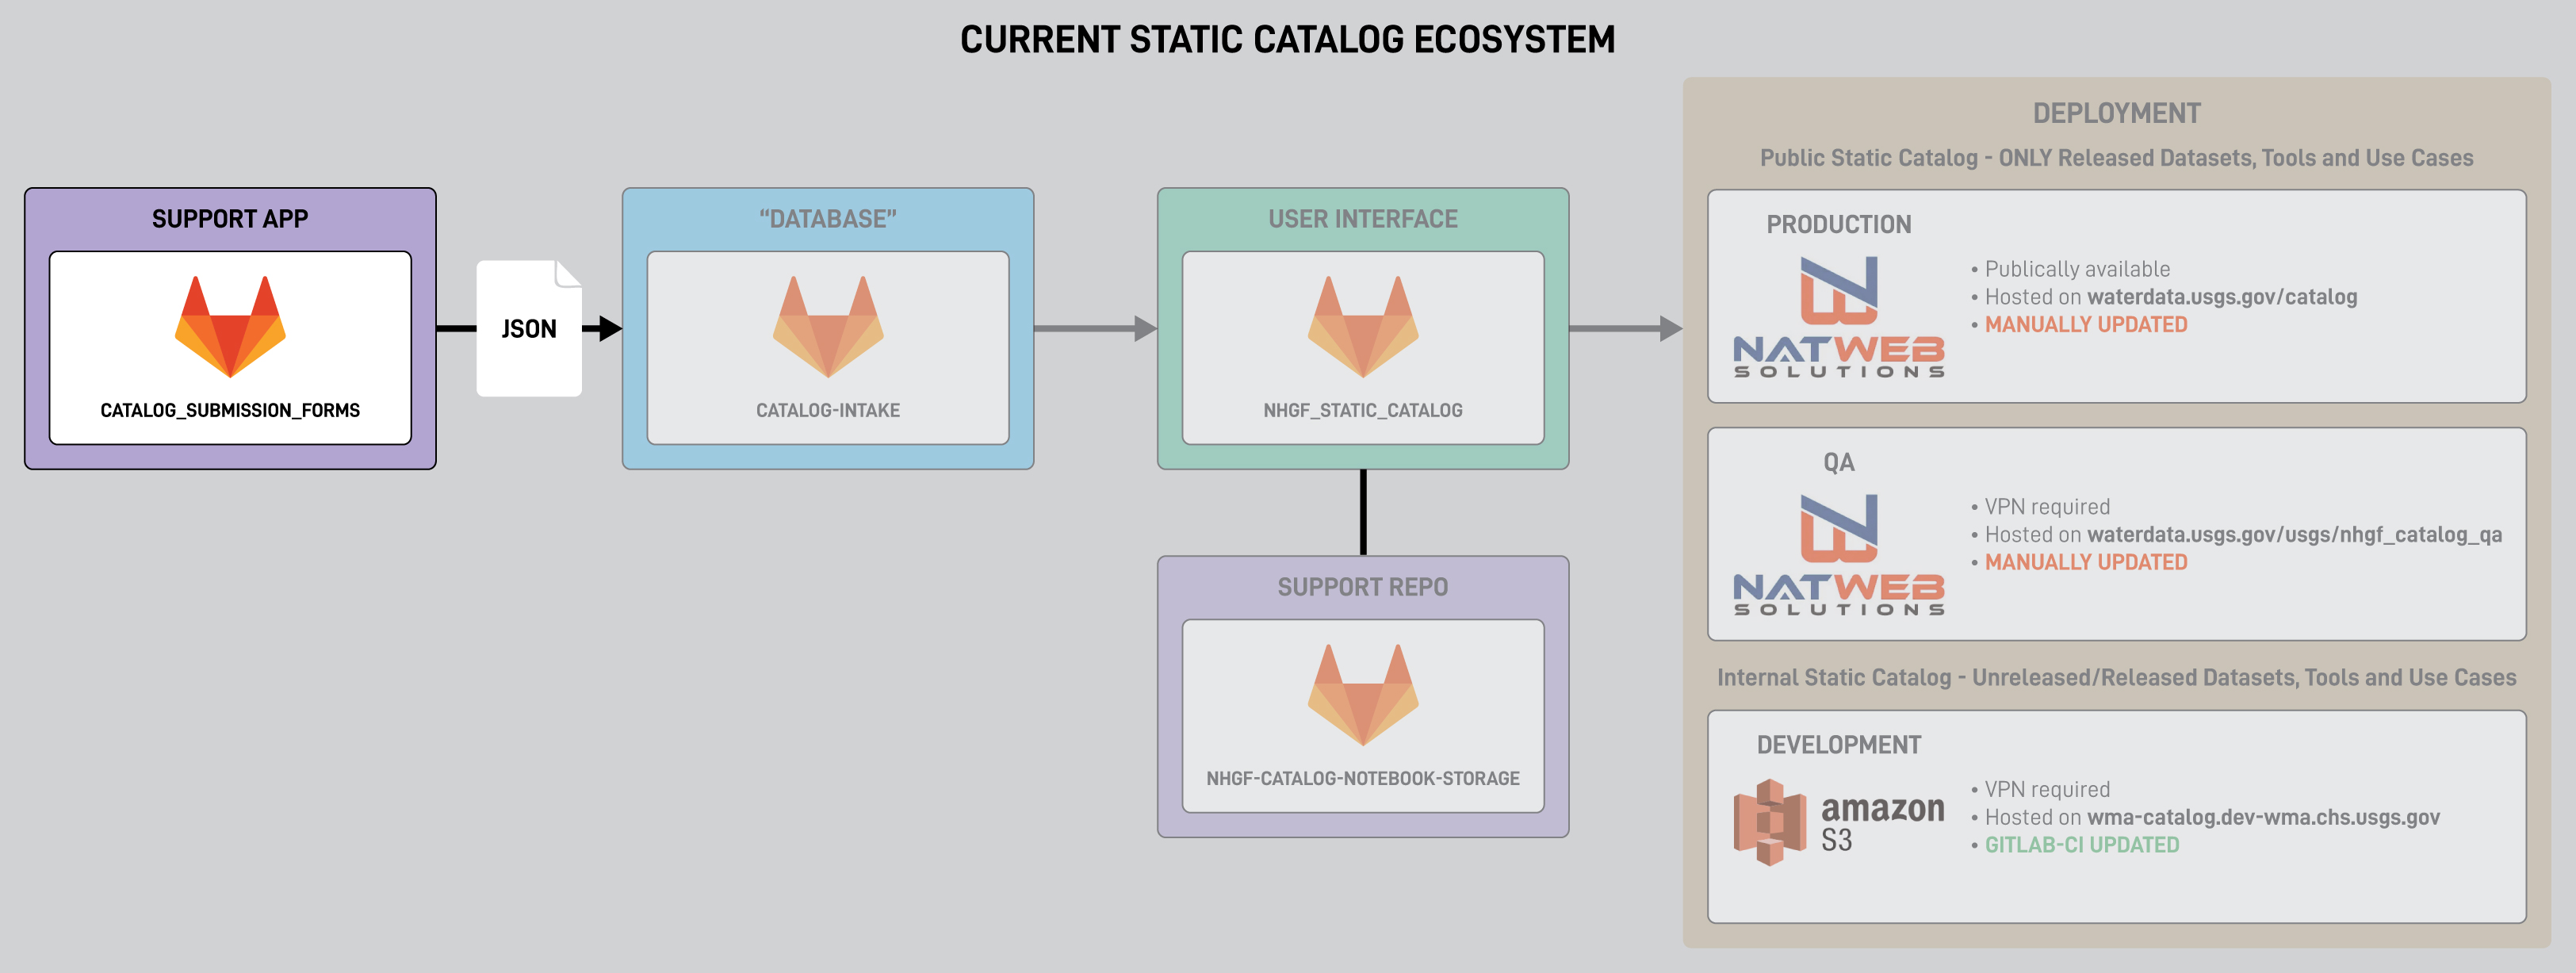 CURRENT STATIC CATALOG ECOSYSTEM
SUPPORT APP
CATALOG_SUBMISSION_FORMS
JSON
“DATABASE”
CATALOG-INTAKE
USER INTERFACE
NHGF_STATIC_CATALOG
SUPPORT REPO
NHGF-CATALOG-NOTEBOOK-STORAGE
DEPLOYMENT
Public Static Catalog - ONLY Released Datasets, Tools and Use Cases
PRODUCTION
NATWEB
SOLUTIONS
• Publically available
• Hosted on waterdata.usgs.gov/catalog
• MANUALLY UPDATED
QA
NATWEB
SOLUTIONS
• VPN required
• Hosted on waterdata.usgs.gov/usgs/nhgf_catalog_qa
• MANUALLY UPDATED
Internal Static Catalog - Unreleased/Released Datasets, Tools and Use Cases
DEVELOPMENT
amazon
S3
• VPN required
• Hosted on wma-catalog.dev-wma.chs.usgs.gov
• GITLAB-CI UPDATED